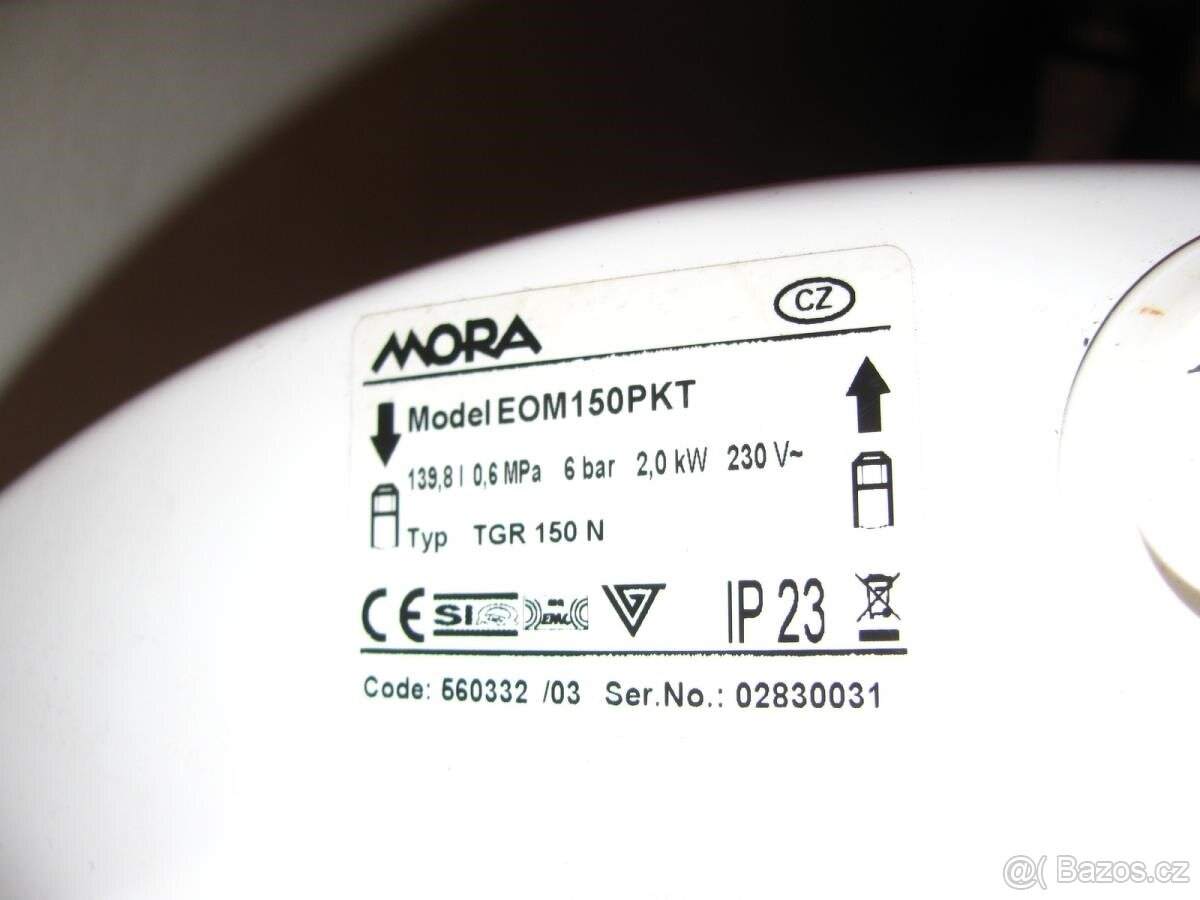 MORA
CZ
Model EOM150PKT
139,8 l 0,6 MPa 6 bar 2,0 kW 230 V~
Typ TGR 150 N
CE SI EMC IP 23
Code: 560332 /03 Ser.No.: 02830031
@( Bazos.cz